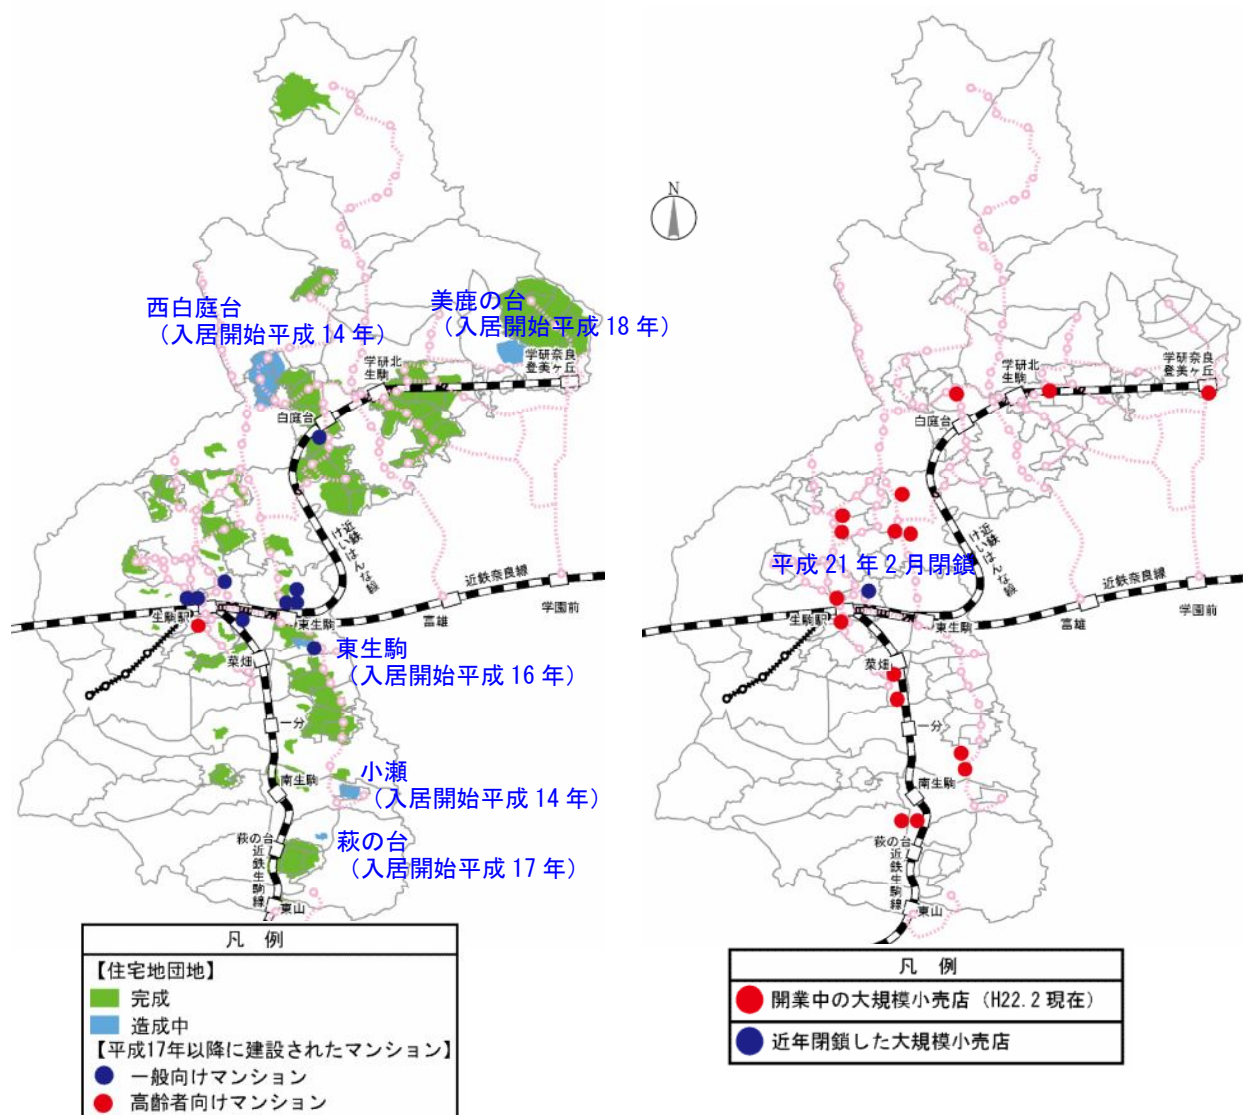 西白庭台
（入居開始平成 14 年）
美鹿の台
（入居開始平成 18 年）
学研奈良
登美ヶ丘
学研北
生駒
白庭台
近鉄
けいはんな線
近鉄奈良線
学園前
富雄
東生駒
生駒駅
菜畑
東生駒
（入居開始平成 16 年）
一分
小瀬
（入居開始平成 14 年）
南生駒
萩の台
（入居開始平成 17 年）
萩の台
近鉄生駒線
東山
凡 例
【住宅地団地】
完成
造成中
【平成17年以降に建設されたマンション】
一般向けマンション
高齢者向けマンション
N
学研奈良
登美ヶ丘
学研北
生駒
白庭台
近鉄
けいはんな線
平成 21 年 2 月閉鎖
近鉄奈良線
学園前
富雄
東生駒
生駒駅
菜畑
一分
南生駒
萩の台
近鉄生駒線
東山
凡 例
開業中の大規模小売店（H22.2 現在）
近年閉鎖した大規模小売店